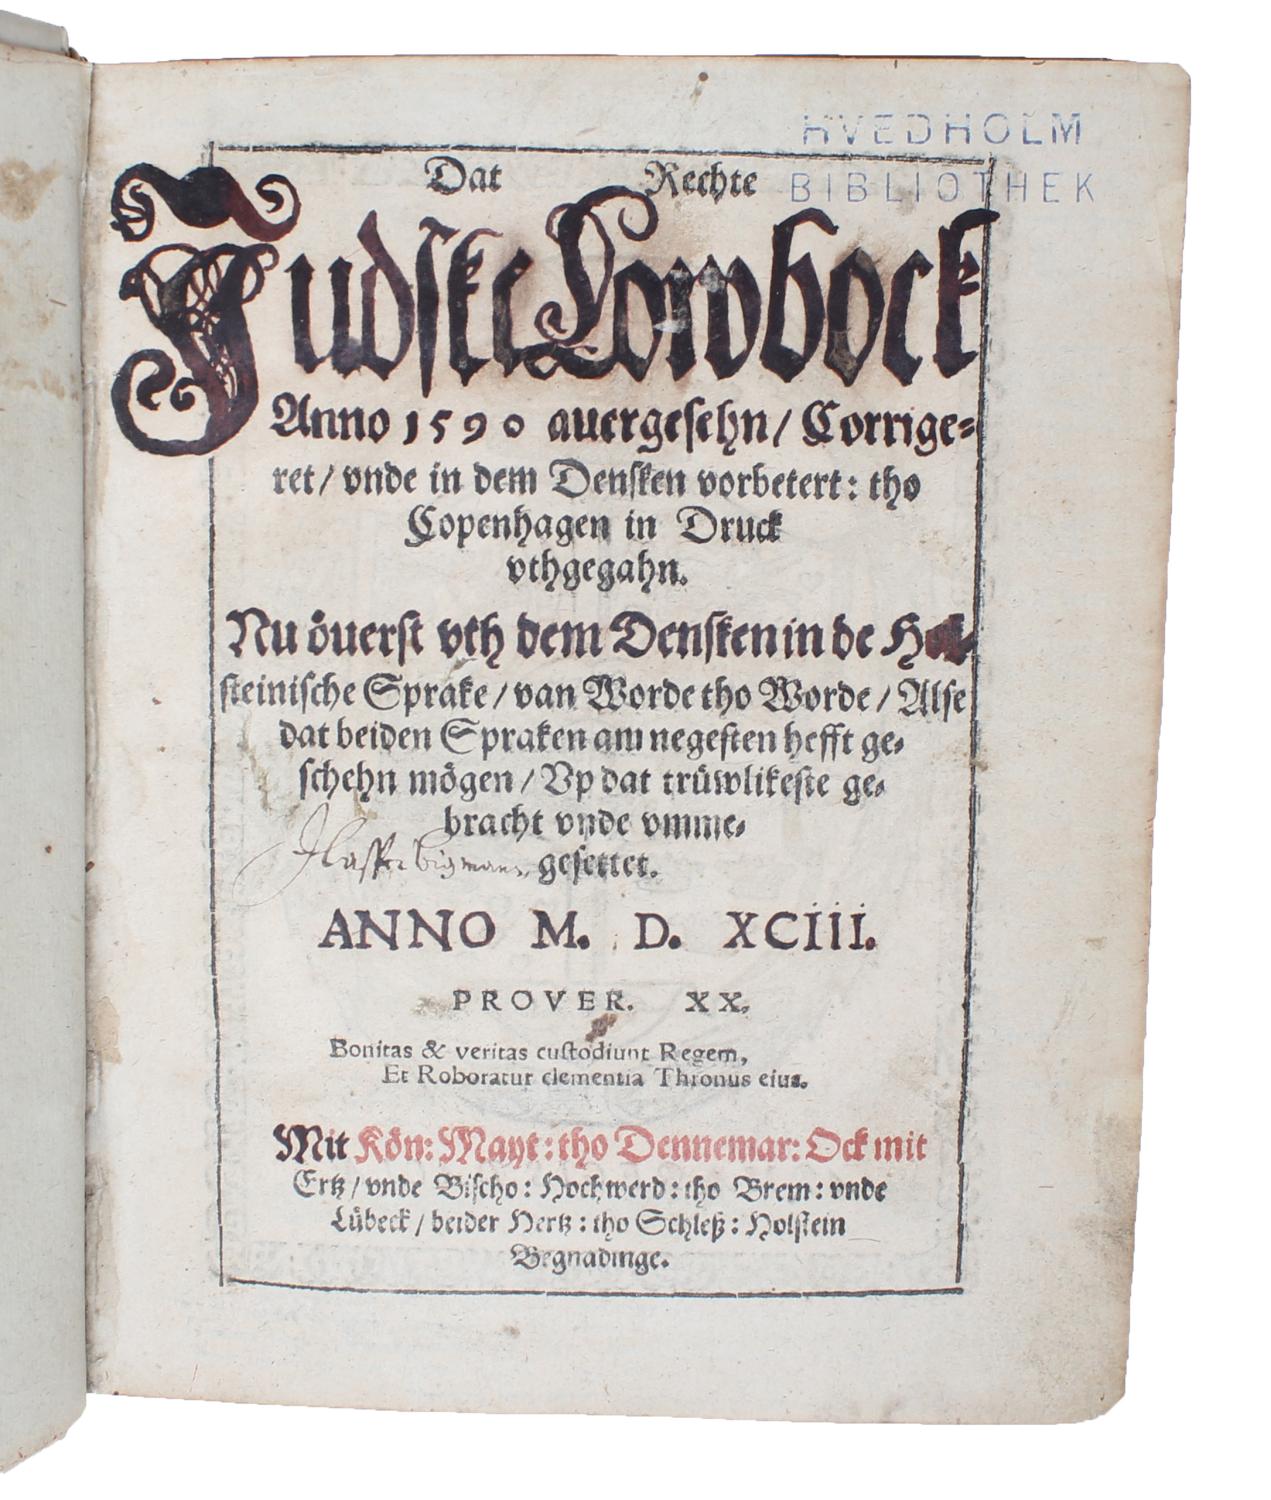 HVEDHOLM
BIBLIOTHEK
Dat Rechte
Judske Lowbock
Anno 1590 auergesehn/ Corrige-
ret/ vnde in dem Densken vorbetert: tho
Copenhagen in Druck
vthgegahn.
Nu öuerst vth dem Densken in de Hol-
steinische Sprake/ van Worde tho Worde/ Alse
dat beiden Spraken am negesten hefft ge-
schehn mögen/ Vp dat trüwlikeste ge-
bracht vnde vmme-
gesettet.
ANNO M. D. XCIII.
PROVER. XX.
Bonitas & veritas custodiunt Regem,
Et Roboratur clementia Thronus eius.
Mit Kön: Mayt: tho Dennemar: Ock mit
Ertz/ vnde Bischo: Hochwerd: tho Brem: vnde
Lübeck/ beider Hertz: tho Schleß: Holstein
Begnadinge.